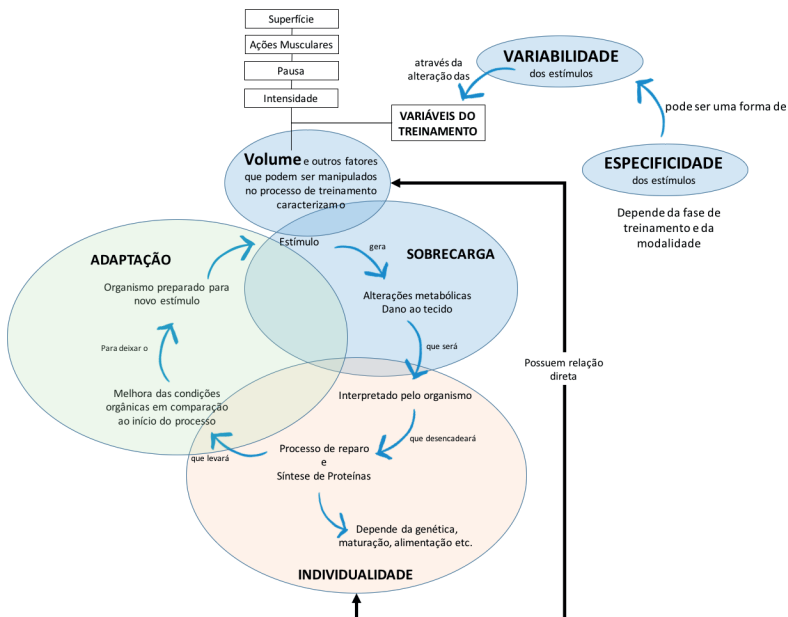 Superfície
Ações Musculares
Pausa
Intensidade
através da
alteração das
VARIABILIDADE
dos estímulos
VARIÁVEIS DO
TREINAMENTO
pode ser uma forma de
ESPECIFICIDADE
dos estímulos
Depende da fase de
treinamento e da
modalidade
Volume e outros fatores
que podem ser manipulados
no processo de treinamento
caracterizam o
Estímulo
gera
SOBRECARGA
ADAPTAÇÃO
Organismo preparado para
novo estímulo
Alterações metabólicas
Dano ao tecido
Para deixar o
que será
Possuem relação
direta
Melhora das condições
orgânicas em comparação
ao início do processo
Interpretado pelo organismo
que desencadeará
que levará
Processo de reparo
e
Síntese de Proteínas
Depende da genética,
maturação, alimentação etc.
INDIVIDUALIDADE